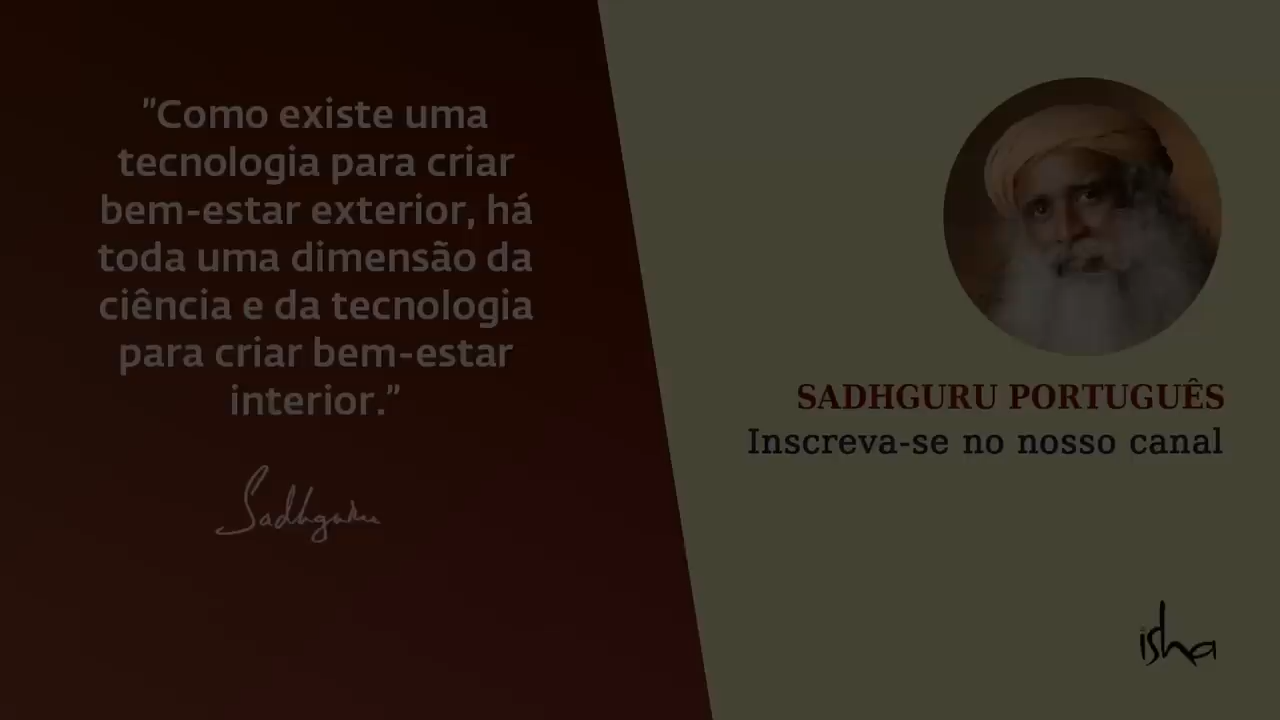 "Como existe uma
tecnologia para criar
bem-estar exterior, há
toda uma dimensão da
ciência e da tecnologia
para criar bem-estar
interior.”
Sadhguru
SADHGURU PORTUGUÊS
Inscreva-se no nosso canal
isha